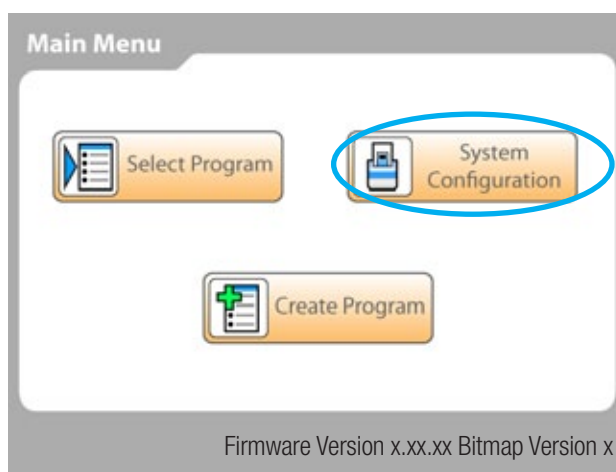 Main Menu
Select Program
System
Configuration
Create Program
Firmware Version x.xx.xx Bitmap Version x